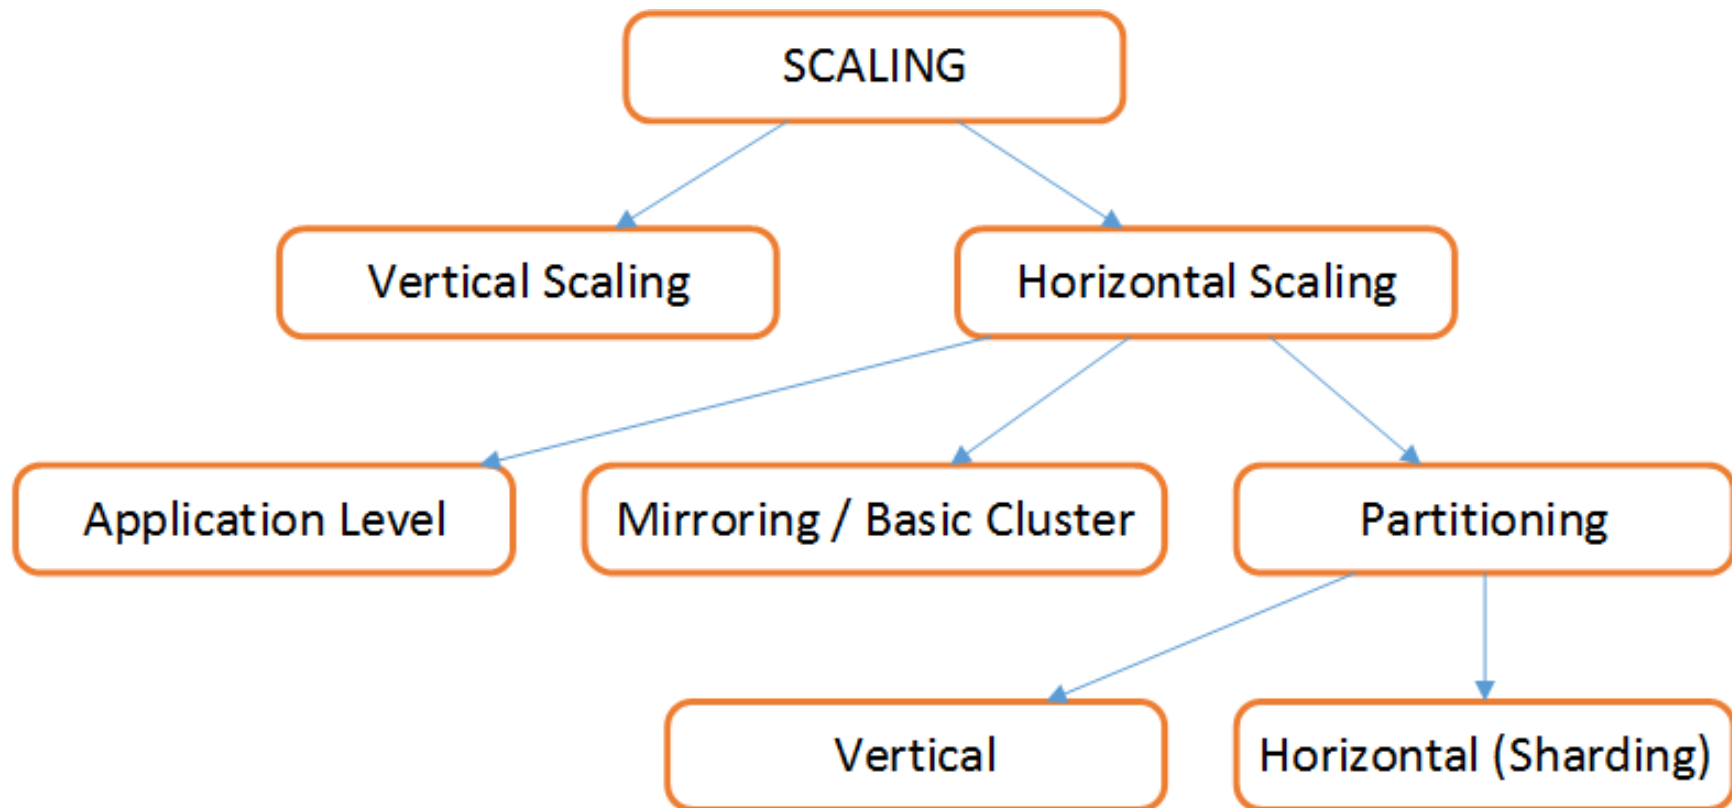 SCALING
Vertical Scaling
Horizontal Scaling
Application Level
Mirroring / Basic Cluster
Partitioning
Vertical
Horizontal (Sharding)